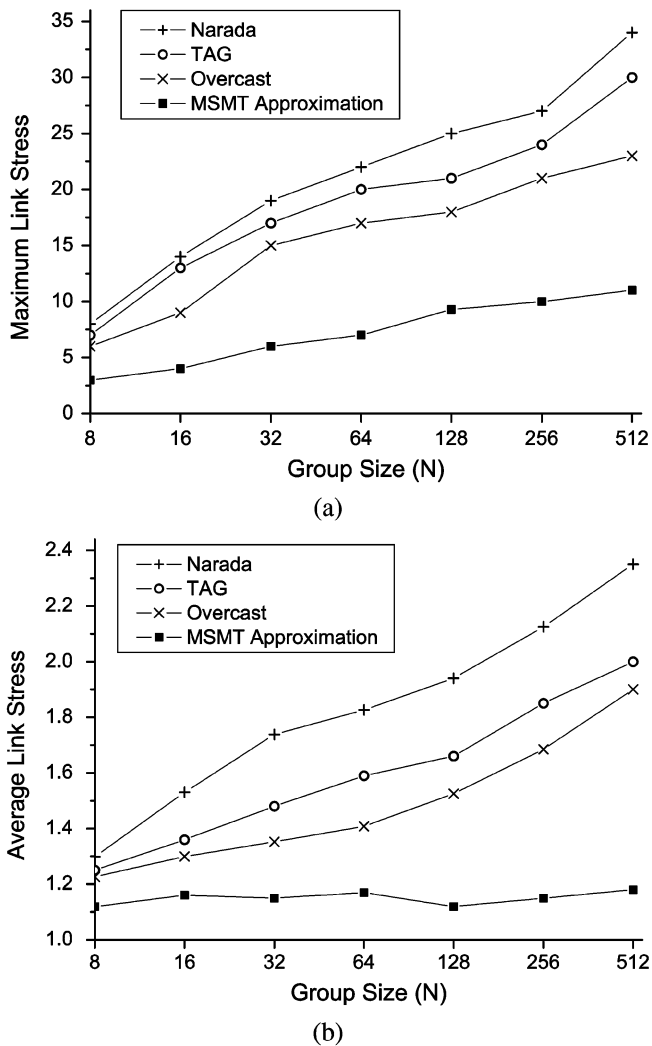 Narada
TAG
Overcast
MSMT Approximation
Maximum Link Stress
35
30
25
20
15
10
5
0
8 16 32 64 128 256 512
Group Size (N)
(a)
Narada
TAG
Overcast
MSMT Approximation
Average Link Stress
2.4
2.2
2.0
1.8
1.6
1.4
1.2
1.0
8 16 32 64 128 256 512
Group Size (N)
(b)